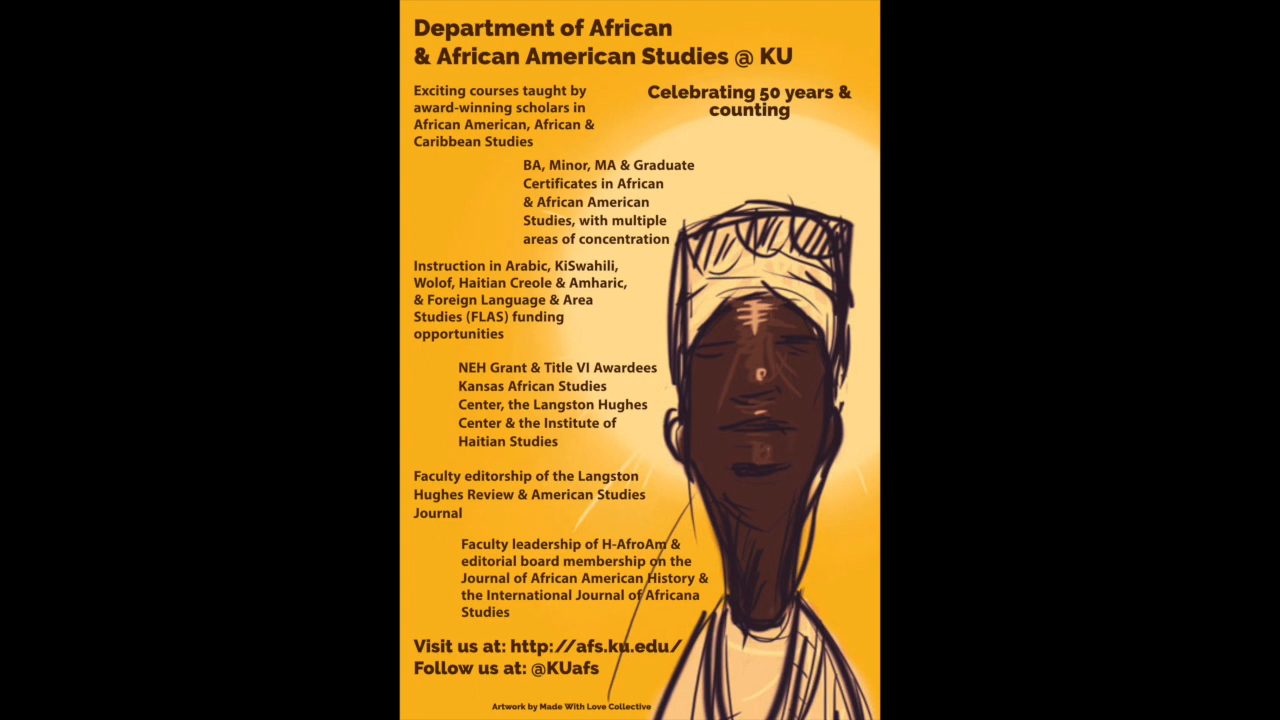 Department of African
& African American Studies @ KU
Exciting courses taught by
award-winning scholars in
African American, African &
Caribbean Studies
Celebrating 50 years &
counting
BA, Minor, MA & Graduate
Certificates in African
& African American
Studies, with multiple
areas of concentration
Instruction in Arabic, KiSwahili,
Wolof, Haitian Creole & Amharic,
& Foreign Language & Area
Studies (FLAS) funding
opportunities
NEH Grant & Title VI Awardees
Kansas African Studies
Center, the Langston Hughes
Center & the Institute of
Haitian Studies
Faculty editorship of the Langston
Hughes Review & American Studies
Journal
Faculty leadership of H-AfroAm &
editorial board membership on the
Journal of African American History &
the International Journal of Africana
Studies
Visit us at: http://afs.ku.edu/
Follow us at: @KUafs
Artwork by Made With Love Collective